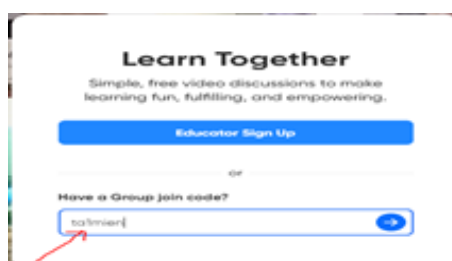 Learn Together
Simple, free video discussions to make
learning fun, fulfilling, and empowering.
Educator Sign Up
or
Have a Group join code?